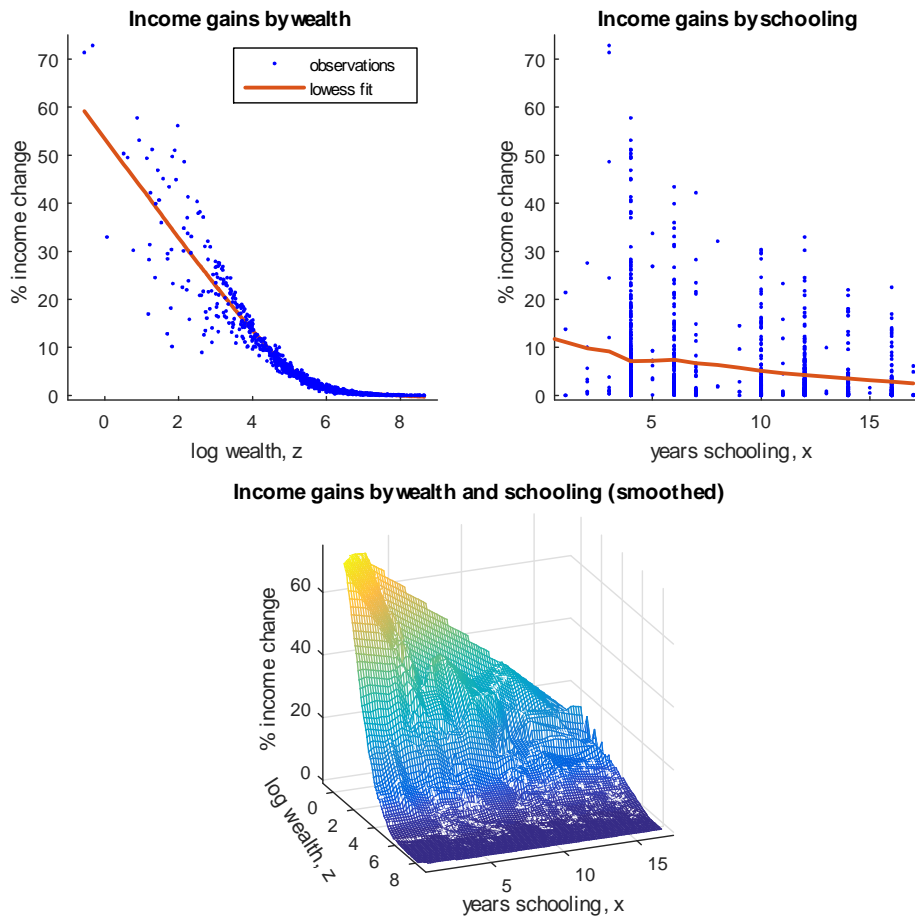 Income gains by wealth
% income change
70
60
50
40
30
20
10
0
observations
lowess fit
0 2 4 6 8
log wealth, z
Income gains by schooling
% income change
70
60
50
40
30
20
10
0
5 10 15
years schooling, x
Income gains by wealth and schooling (smoothed)
% income change
60
40
20
0
log wealth, z
0
2
4
6
8
5 10 15
years schooling, x